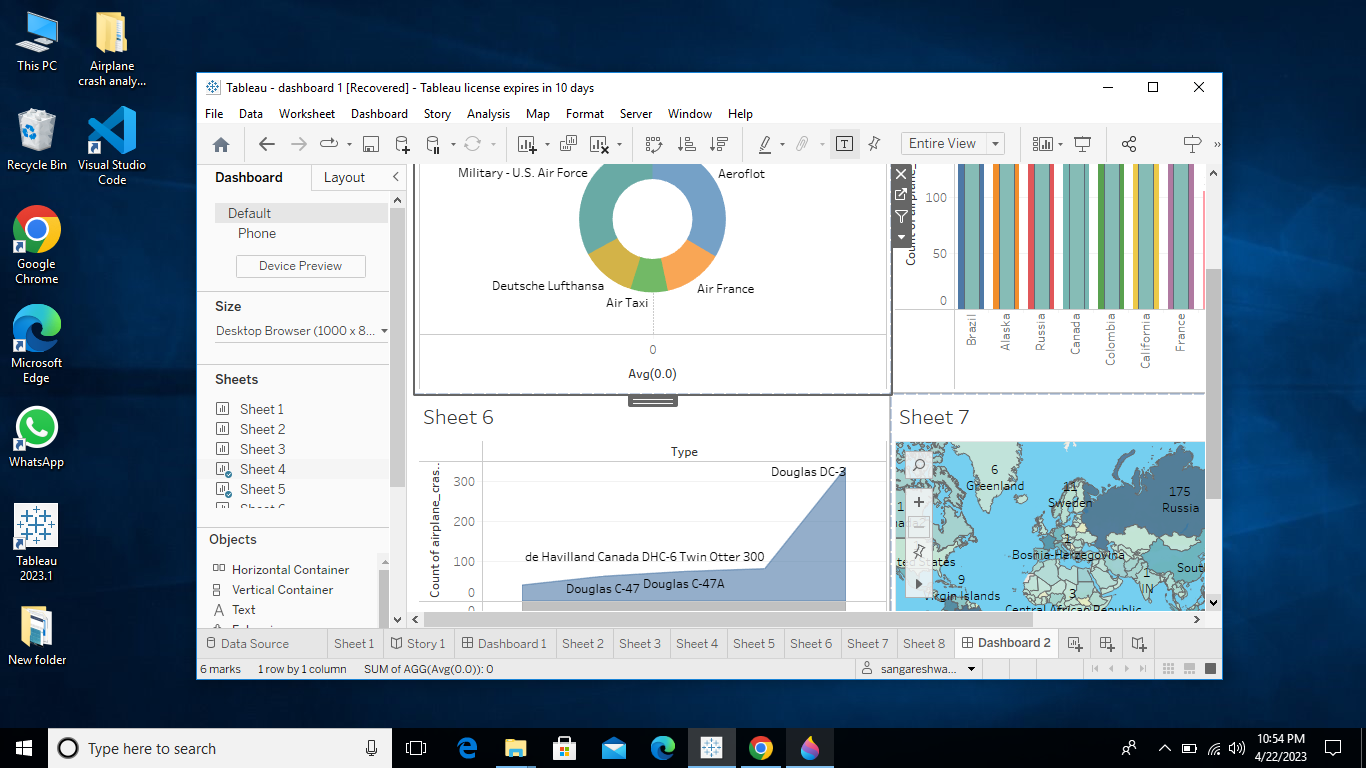 This PC
Airplane
crash analy...
Recycle Bin
Visual Studio
Code
Google
Chrome
Microsoft
Edge
WhatsApp
Tableau
2023.1
New folder
Tableau - dashboard 1 [Recovered] - Tableau license expires in 10 days
File Data Worksheet Dashboard Story Analysis Map Format Server Window Help
T Entire View »
Dashboard Layout
Default
Phone
Device Preview
Size
Desktop Browser (1000 x 8...
Sheets
Sheet 1
Sheet 2
Sheet 3
Sheet 4
Sheet 5
Objects
Horizontal Container
Vertical Container
A Text
Military - U.S. Air Force
Aeroflot
Deutsche Lufthansa
Air Taxi
Air France
0
Avg(0.0)
100
50
0
Brazil
Alaska
Russia
Canada
Colombia
California
France
Sheet 6
Type
Count of airplane_cras..
300
200
100
0
0
Douglas DC-3
de Havilland Canada DHC-6 Twin Otter 300
Douglas C-47
Douglas C-47A
Sheet 7
6
Greenland
11
Sweden
175
Russia
Virgin Islands
9
3
Central African Republic
1
IN
Data Source Sheet 1 Story 1 Dashboard 1 Sheet 2 Sheet 3 Sheet 4 Sheet 5 Sheet 6 Sheet 7 Sheet 8 Dashboard 2
6 marks 1 row by 1 column SUM of AGG(Avg(0.0)): 0 sangareshwa...
Type here to search
10:54 PM
4/22/2023